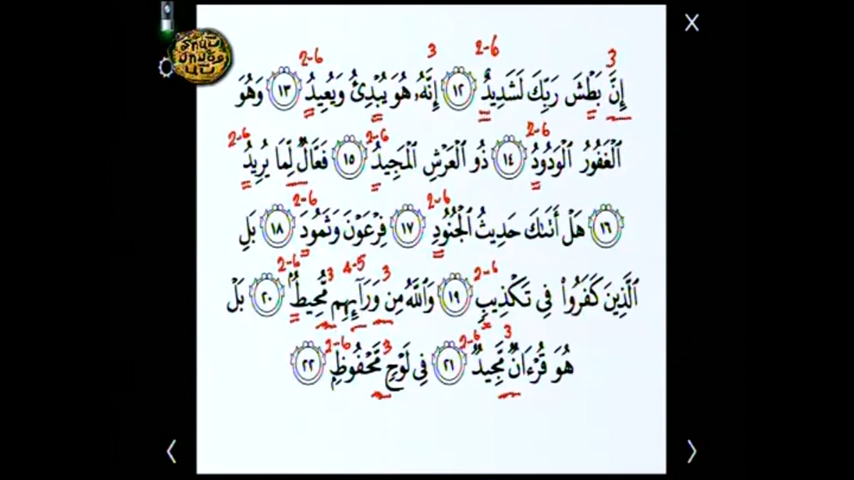 إِنَّ بَطْشَ رَبِّكَ لَشَدِيدٌ ١٢ إِنَّهُۥ هُوَ يُبْدِئُ وَيُعِيدُ ١٣ وَهُوَ
ٱلْغَفُورُ ٱلْوَدُودُ ١٤ ذُو ٱلْعَرْشِ ٱلْمَجِيدُ ١٥ فَعَّالٌ لِّمَا يُرِيدُ
١٦ هَلْ أَتَىٰكَ حَدِيثُ ٱلْجُنُودِ ١٧ فِرْعَوْنَ وَثَمُودَ ١٨ بَلِ
ٱلَّذِينَ كَفَرُوا۟ فِى تَكْذِيبٍ ١٩ وَٱللَّهُ مِن وَرَآئِهِم مُّحِيطٌۢ ٢٠ بَلْ
هُوَ قُرْءَانٌ مَّجِيدٌ ٢١ فِى لَوْحٍ مَّحْفُوظٍۭ ٢٢